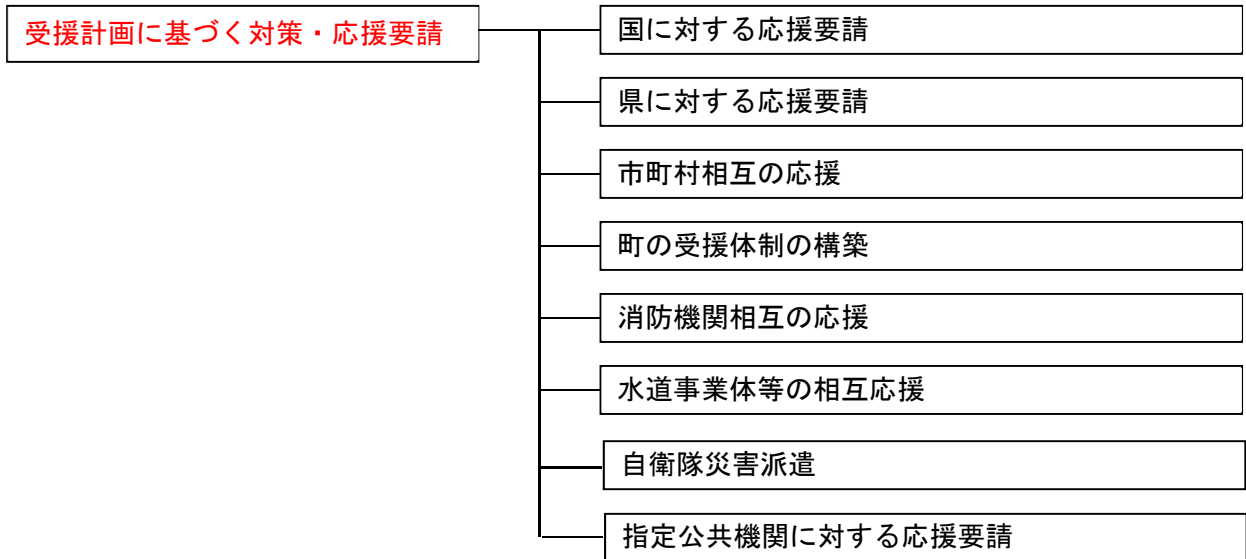 受援計画に基づく対策・応援要請
国に対する応援要請
県に対する応援要請
市町村相互の応援
町の受援体制の構築
消防機関相互の応援
水道事業体等の相互応援
自衛隊災害派遣
指定公共機関に対する応援要請